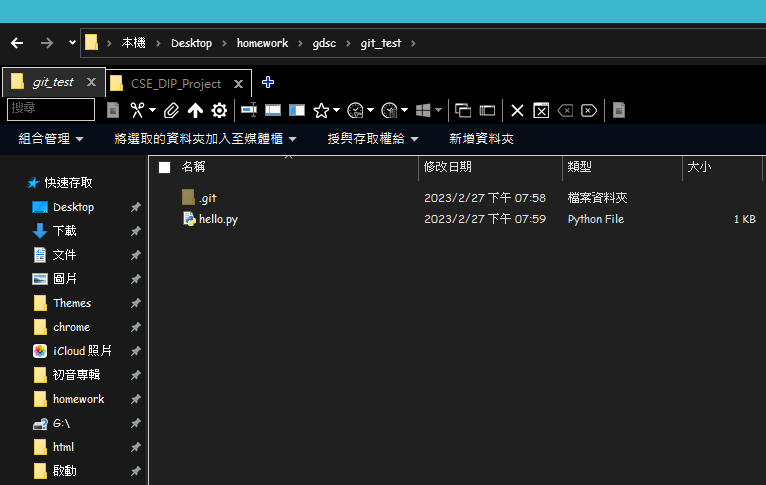 本機 > Desktop > homework > gdsc > git_test >
git_test CSE_DIP_Project
搜尋
組合管理 將選取的資料夾加入至媒體櫃 授與存取權給 新增資料夾
名稱 修改日期 類型 大小
.git 2023/2/27 下午 07:58 檔案資料夾
hello.py 2023/2/27 下午 07:59 Python File 1 KB
快速存取
Desktop
下載
文件
圖片
Themes
chrome
iCloud 照片
初音專輯
homework
G:\
html
啟動